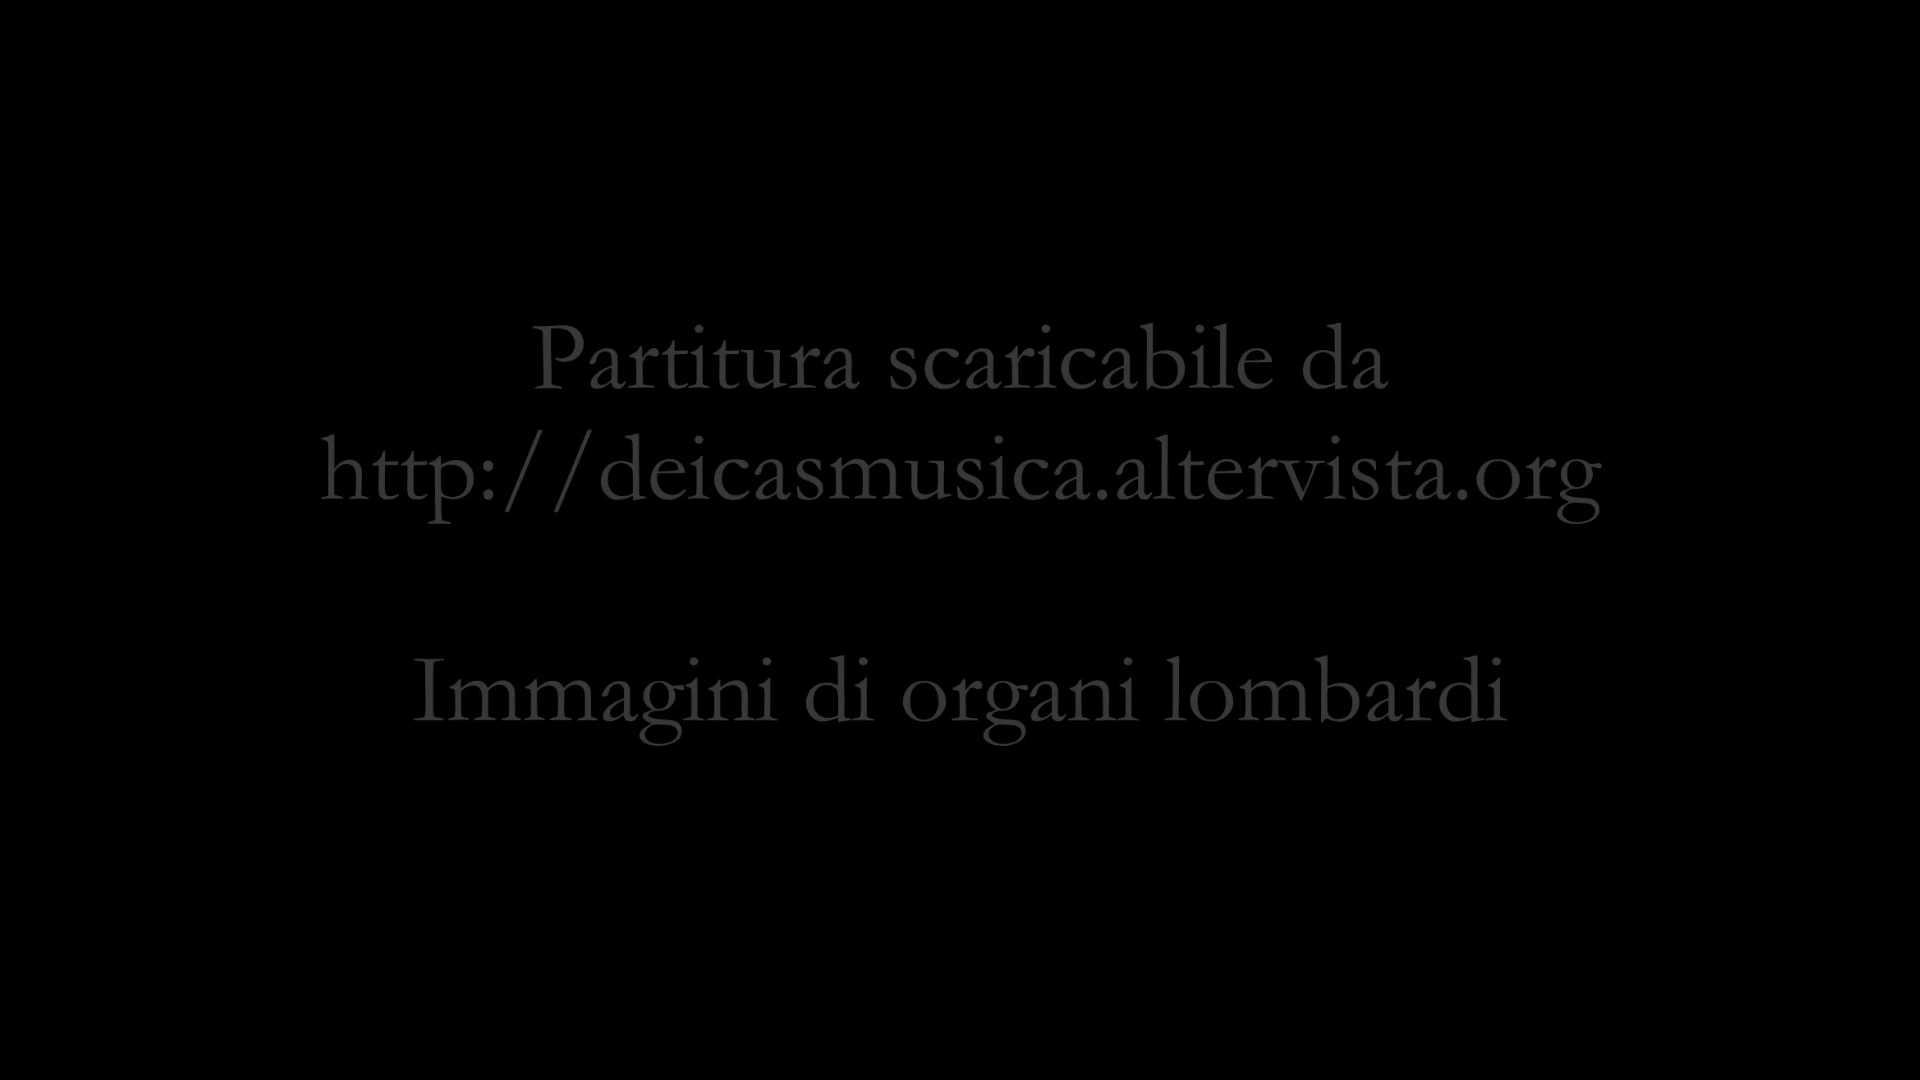 Partitura scaricabile da
http://deicasmusica.altervista.org
Immagini di organi lombardi